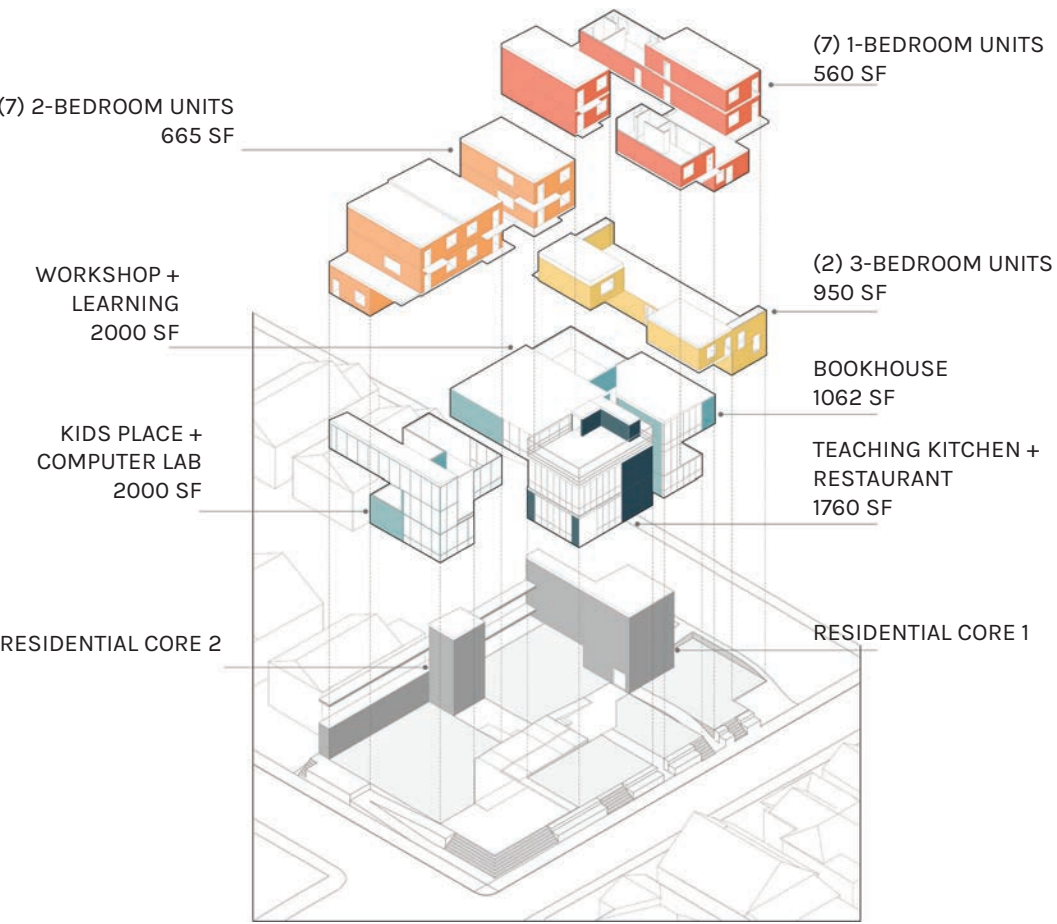 (7) 1-BEDROOM UNITS
560 SF
(7) 2-BEDROOM UNITS
665 SF
(2) 3-BEDROOM UNITS
950 SF
WORKSHOP +
LEARNING
2000 SF
BOOKHOUSE
1062 SF
KIDS PLACE +
COMPUTER LAB
2000 SF
TEACHING KITCHEN +
RESTAURANT
1760 SF
RESIDENTIAL CORE 2
RESIDENTIAL CORE 1